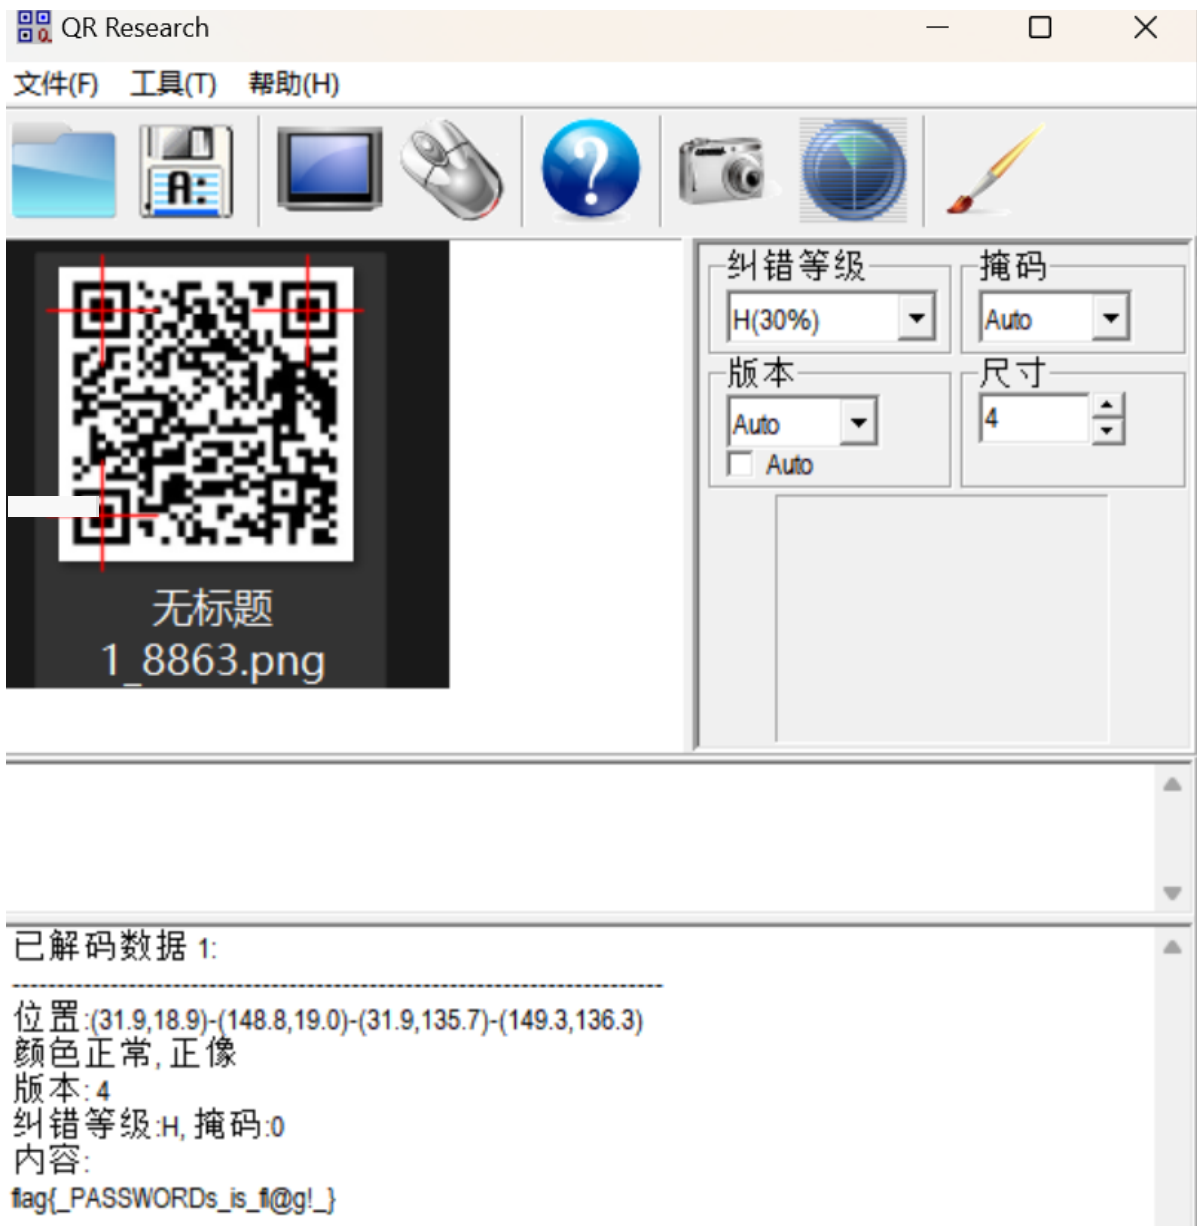 QR Research
文件(F) 工具(T) 帮助(H)
A:
纠错等级 掩码
H(30%) Auto
版本 尺寸
Auto 4
Auto
无标题
1_8863.png
已解码数据 1:
---------------------------------------------------------------------------
位置:(31.9,18.9)-(148.8,19.0)-(31.9,135.7)-(149.3,136.3)
颜色正常, 正像
版本: 4
纠错等级:H, 掩码:0
内容:
flag{_PASSWORDs_is_fl@g!_}